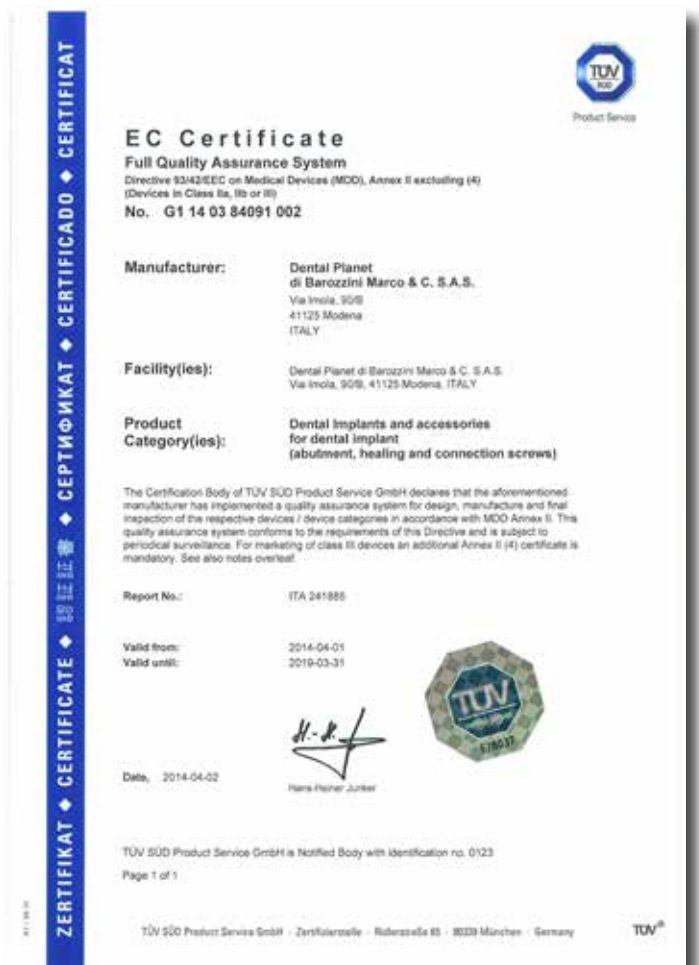 ZERTIFIKAT ◆ CERTIFICATE ◆ 認証証書 ◆ СЕРТИФИКАТ ◆ CERTIFICADO ◆ CERTIFICAT
TÜV
SÜD
Product Service
EC Certificate
Full Quality Assurance System
Directive 93/42/EEC on Medical Devices (MDD), Annex II excluding (4)
(Devices in Class IIa, IIb or III)
No. G1 14 03 84091 002
Manufacturer: Dental Planet
di Barozzini Marco & C. S.A.S.
Via Imola, 90/B
41125 Modena
ITALY
Facility(ies): Dental Planet di Barozzini Marco & C. S.A.S.
Via Imola, 90/B, 41125 Modena, ITALY
Product Dental Implants and accessories
Category(ies): for dental implant
(abutment, healing and connection screws)
The Certification Body of TÜV SÜD Product Service GmbH declares that the aforementioned
manufacturer has implemented a quality assurance system for design, manufacture and final
inspection of the respective devices / device categories in accordance with MDD Annex II. This
quality assurance system conforms to the requirements of this Directive and is subject to
periodical surveillance. For marketing of class III devices an additional Annex II (4) certificate is
mandatory. See also notes overleaf.
Report No.: ITA 241885
Valid from: 2014-04-01
Valid until: 2019-03-31
TÜV
578037
H.-H. J
Date, 2014-04-02
Hans-Heiner Junker
TÜV SÜD Product Service GmbH is Notified Body with identification no. 0123
Page 1 of 1
TÜV SÜD Product Service GmbH · Zertifizierstelle · Ridlerstraße 65 · 80339 München · Germany
TÜV®